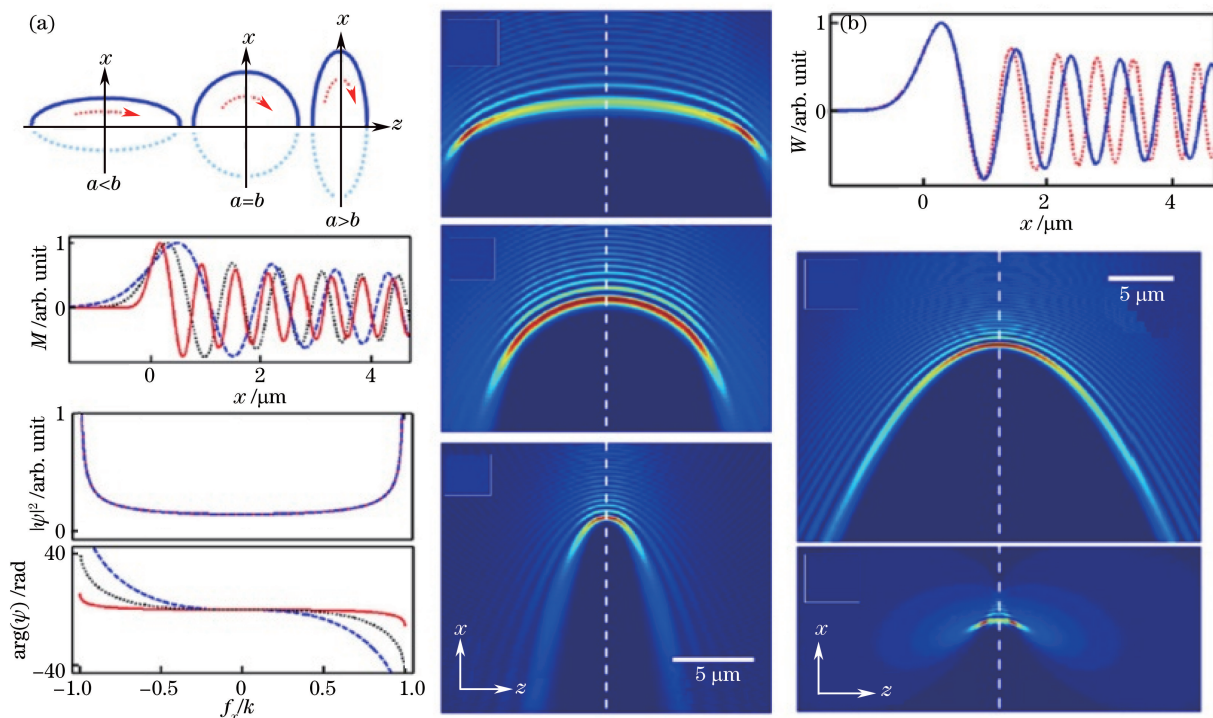 (a)
x
x
x
z
a<b
a=b
a>b
M /arb. unit
1
0
0
2
4
x /μm
|ψ|² /arb. unit
1
0
arg(ψ) /rad
40
−40
−1.0
−0.5
0
0.5
1.0
fₓ/k
x
z
5 μm
(b)
W/arb. unit
1
0
0
2
4
x /μm
5 μm
x
z